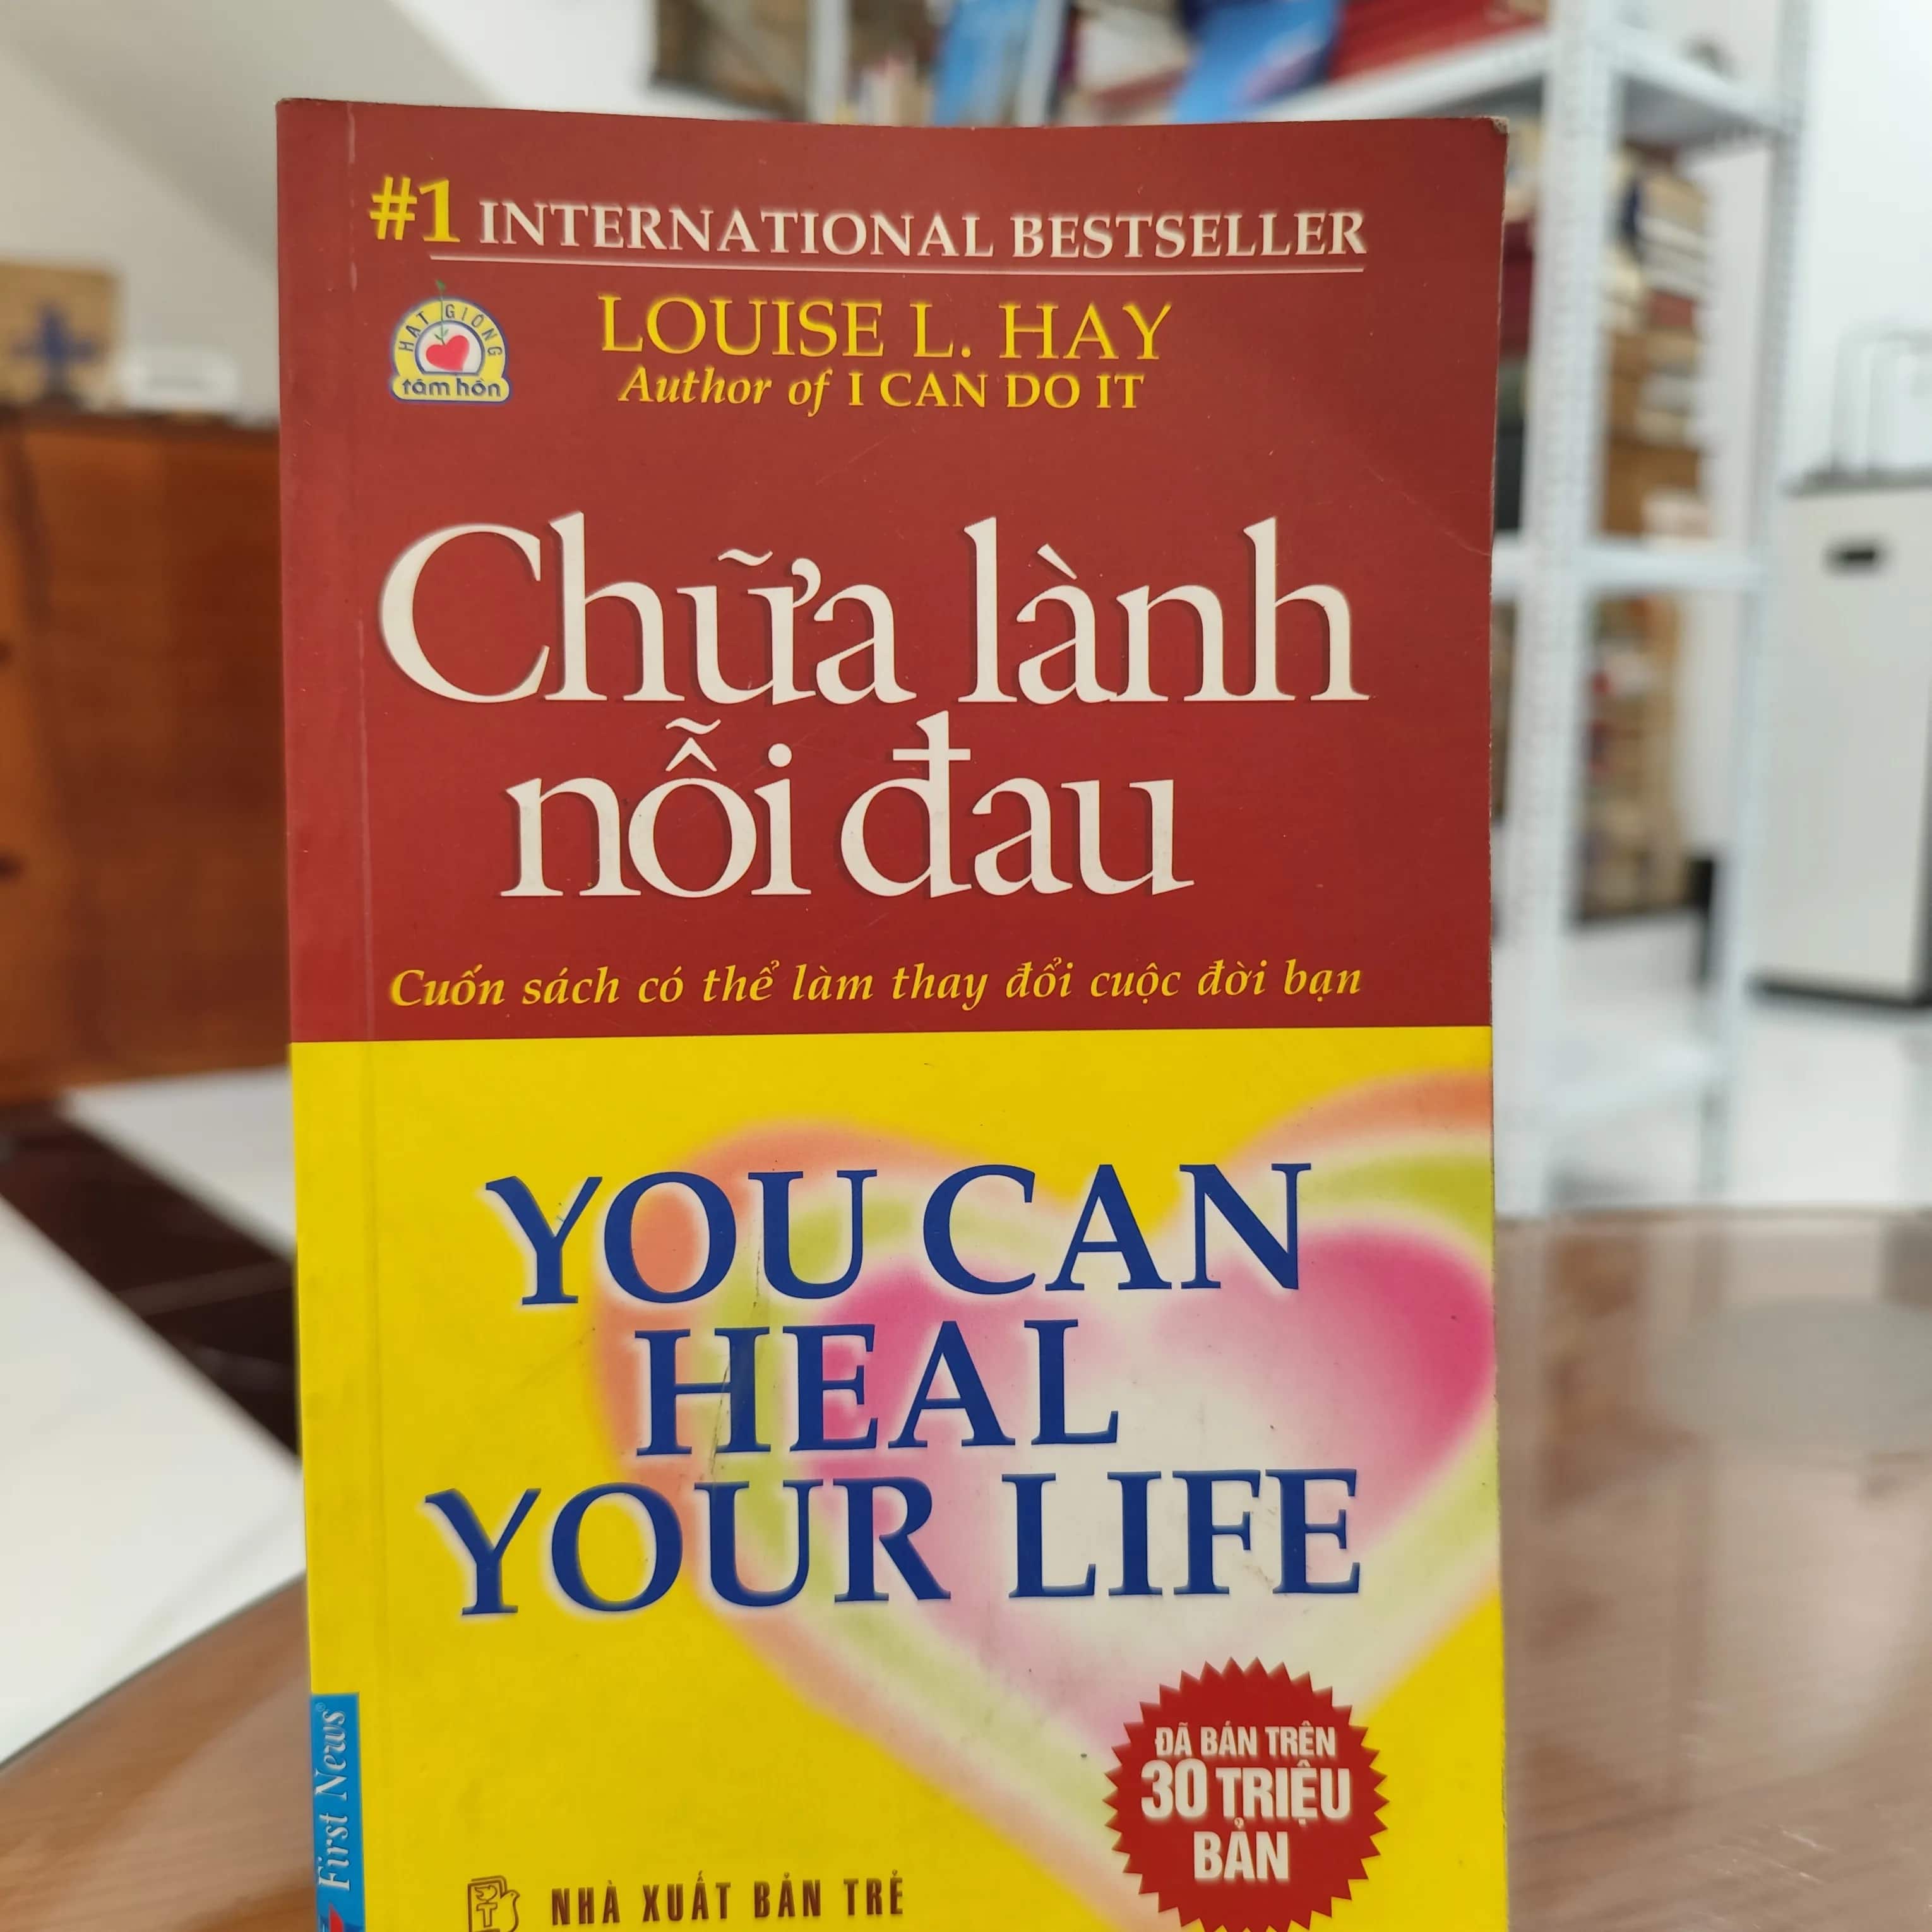 #1 INTERNATIONAL BESTSELLER
HẠT GIỐNG
tâm hồn
LOUISE L. HAY
Author of I CAN DO IT
Chữa lành
nỗi đau
Cuốn sách có thể làm thay đổi cuộc đời bạn
YOU CAN
HEAL
YOUR LIFE
ĐÃ BÁN TRÊN
30 TRIỆU
BẢN
First News®
NHÀ XUẤT BẢN TRẺ